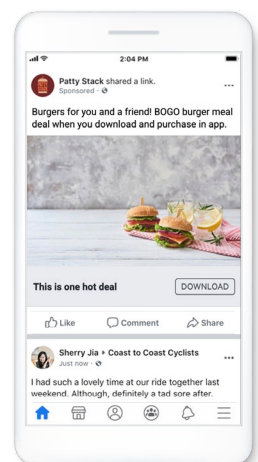 2:04 PM
Patty Stack shared a link.
Sponsored ·
Burgers for you and a friend! BOGO burger meal
deal when you download and purchase in app.
This is one hot deal
DOWNLOAD
Like
Comment
Share
Sherry Jia ▸ Coast to Coast Cyclists
Just now ·
I had such a lovely time at our ride together last
weekend. Although, definitely a tad sore after.